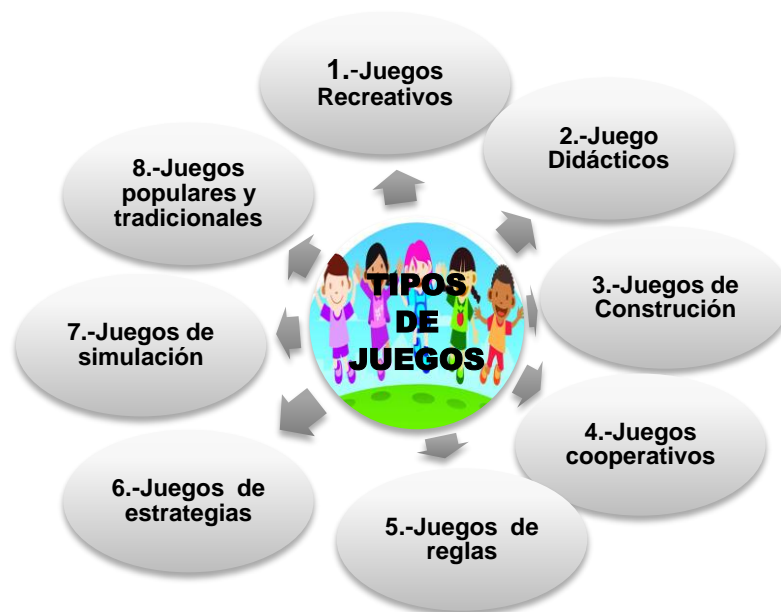 1.-Juegos
Recreativos
2.-Juego
Didácticos
3.-Juegos de
Construción
4.-Juegos
cooperativos
5.-Juegos de
reglas
6.-Juegos de
estrategias
7.-Juegos de
simulación
8.-Juegos
populares y
tradicionales
TIPOS
DE
JUEGOS